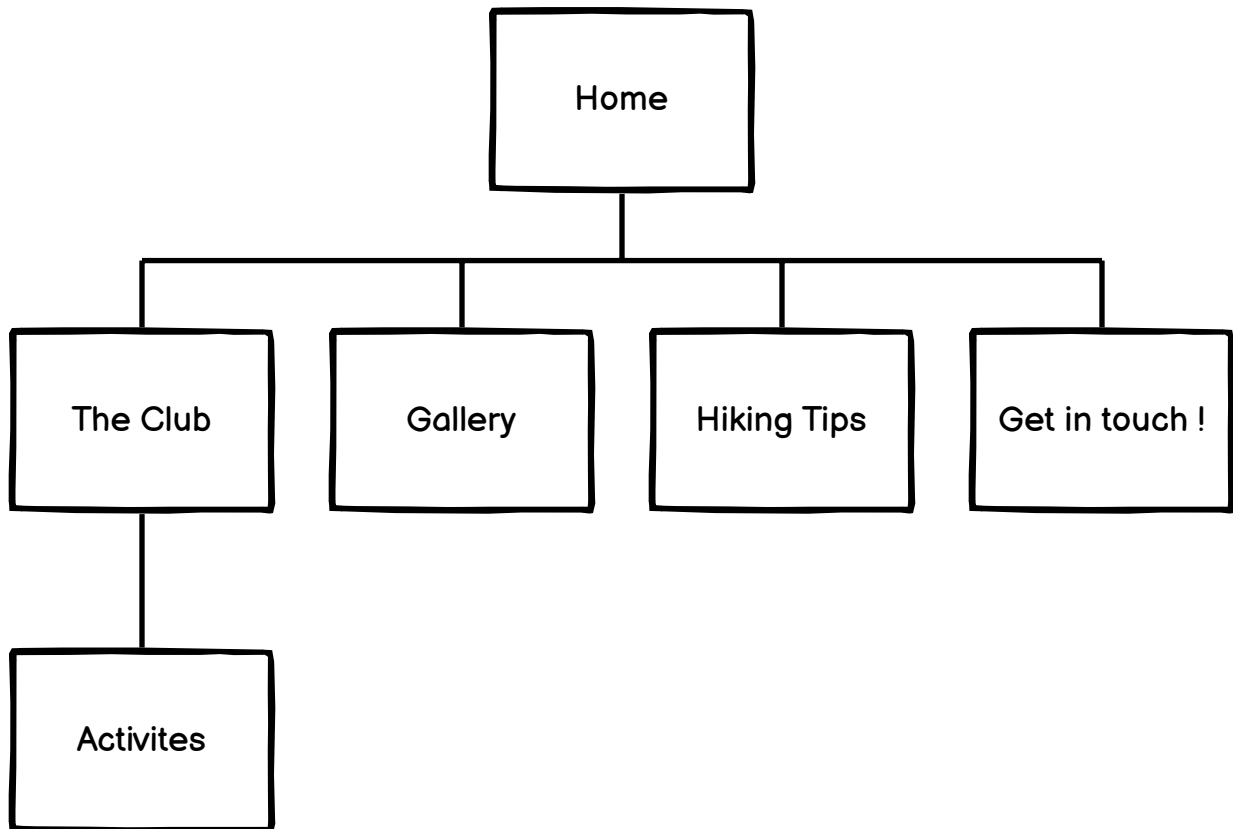 Home
The Club
Gallery
Hiking Tips
Get in touch !
Activites